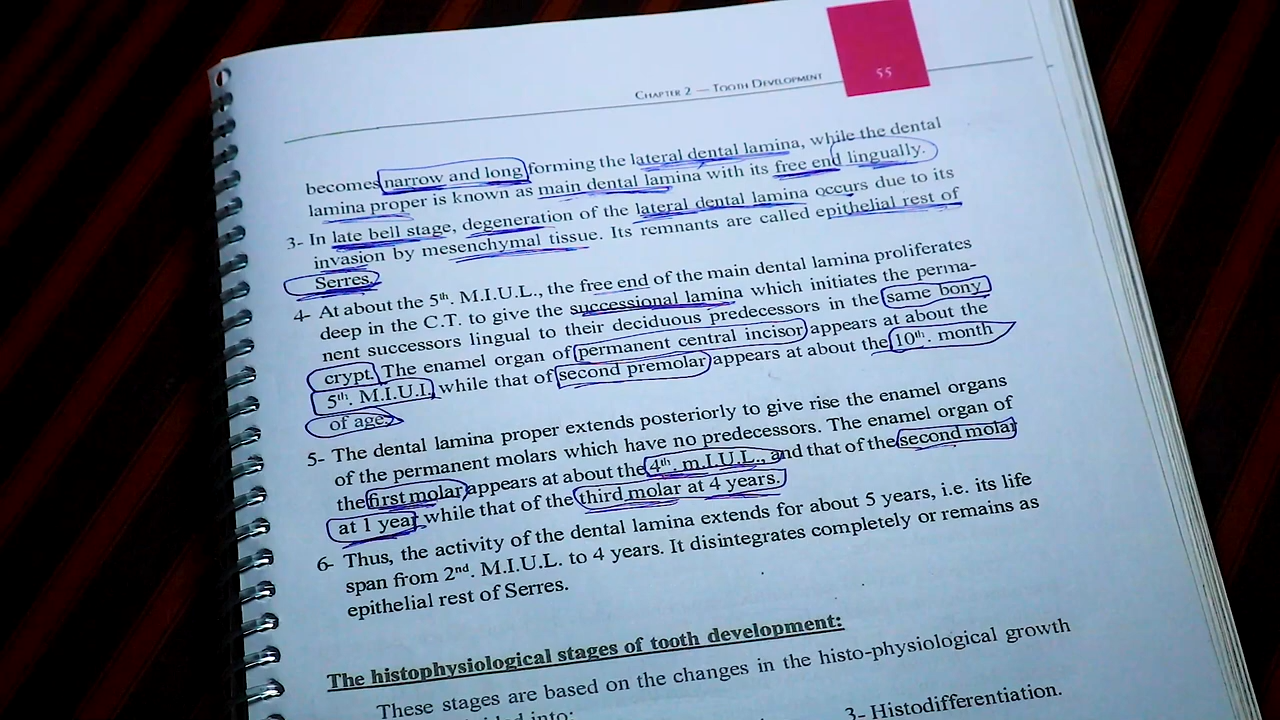 CHAPTER 2 — TOOTH DEVELOPMENT
55
becomes narrow and long forming the lateral dental lamina, while the dental
lamina proper is known as main dental lamina with its free end lingually.
3- In late bell stage, degeneration of the lateral dental lamina occurs due to its
invasion by mesenchymal tissue. Its remnants are called epithelial rest of
Serres.
4- At about the 5th. M.I.U.L., the free end of the main dental lamina proliferates
deep in the C.T. to give the successional lamina which initiates the perma-
nent successors lingual to their deciduous predecessors in the same bony
crypt. The enamel organ of permanent central incisor appears at about the
5th. M.I.U.L while that of second premolar appears at about the 10th. month
of age.
5- The dental lamina proper extends posteriorly to give rise the enamel organs
of the permanent molars which have no predecessors. The enamel organ of
the first molar appears at about the 4th. m.I.U.L., and that of the second molar
at 1 year while that of the third molar at 4 years.
6- Thus, the activity of the dental lamina extends for about 5 years, i.e. its life
span from 2nd. M.I.U.L. to 4 years. It disintegrates completely or remains as
epithelial rest of Serres.
The histophysiological stages of tooth development:
These stages are based on the changes in the histo-physiological growth
into:
3- Histodifferentiation.